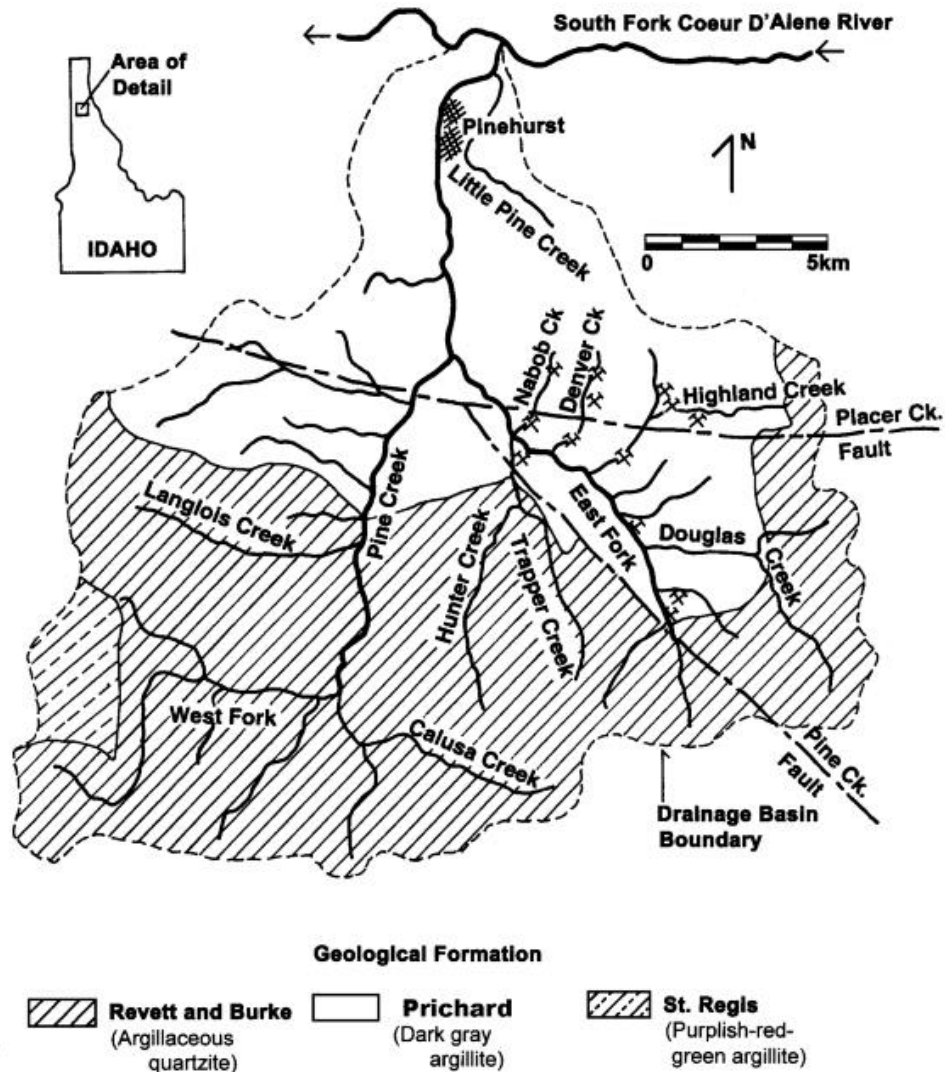 South Fork Coeur D'Alene River
Area of
Detail
IDAHO
Pinehurst
N
Little Pine Creek
0 5km
Nabob Ck
Denver Ck
Highland Creek
Placer Ck.
Fault
Langlois Creek
Pine Creek
East Fork
Douglas
Creek
Hunter Creek
Trapper Creek
West Fork
Calusa Creek
Pine Ck.
Fault
Drainage Basin
Boundary
Geological Formation
Revett and Burke
(Argillaceous
quartzite)
Prichard
(Dark gray
argillite)
St. Regis
(Purplish-red-
green argillite)